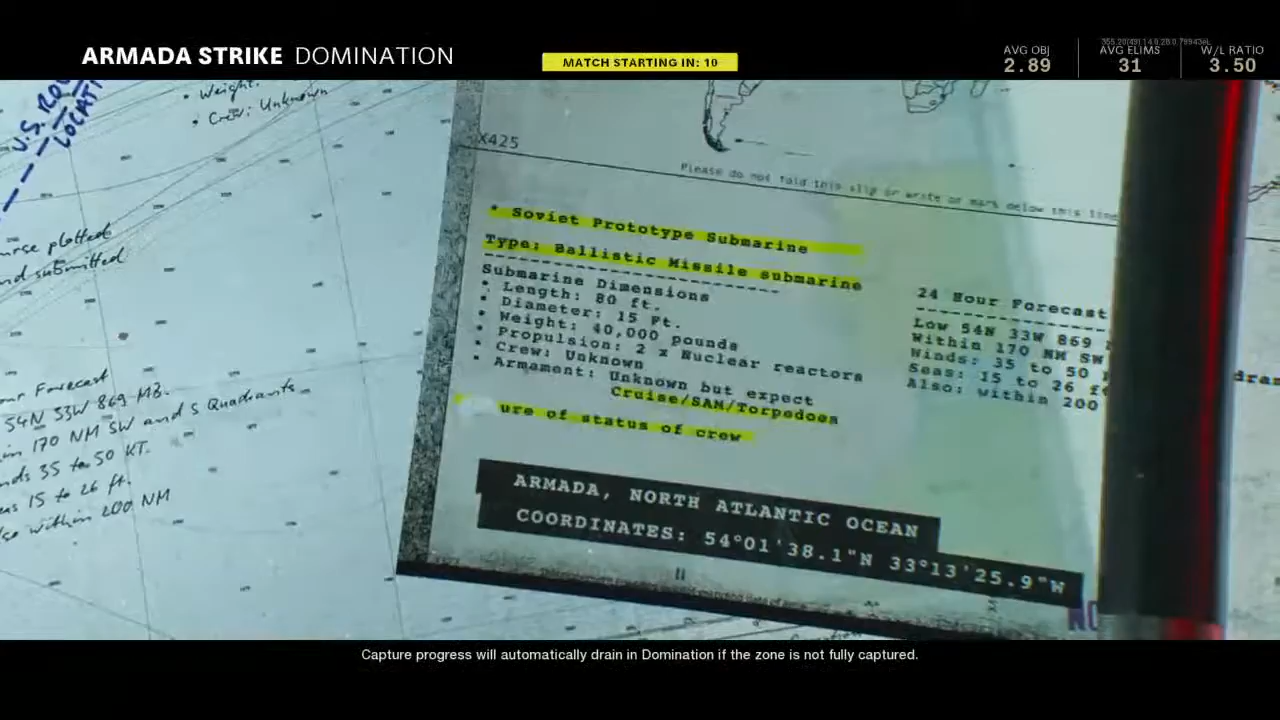 ARMADA STRIKE DOMINATION
MATCH STARTING IN: 10
AVG OBJ
2.89
AVG ELIMS
31
W/L RATIO
3.50
U.S.
LOCATI
• Weight:
• Crew: Unknown
X425
Please do not fold this slip or wrote or mark below this line
urse plotted
nd submitted
• Soviet Prototype Submarine
Type: Ballistic Missile submarine
Submarine Dimensions
• Length: 80 ft.
• Diameter: 15 Ft.
• Weight: 40,000 pounds
• Propulsion: 2 x Nuclear reactors
• Crew: Unknown
• Armament: Unknown but expect
Cruise/SAM/Torpedoes
ure of status of crew
24 Hour Forecast
Low 54N 33W 869
Within 170 NM SW
Winds: 35 to 50
Seas: 15 to 26 f
Also: within 200
ur Forecast
54N 33W 869 MB.
in 170 NM SW and S Quadrants
nds 35 to 50 KT.
as 15 to 26 ft.
so within 200 NM
ARMADA, NORTH ATLANTIC OCEAN
COORDINATES: 54°01'38.1"N 33°13'25.9"W
Capture progress will automatically drain in Domination if the zone is not fully captured.